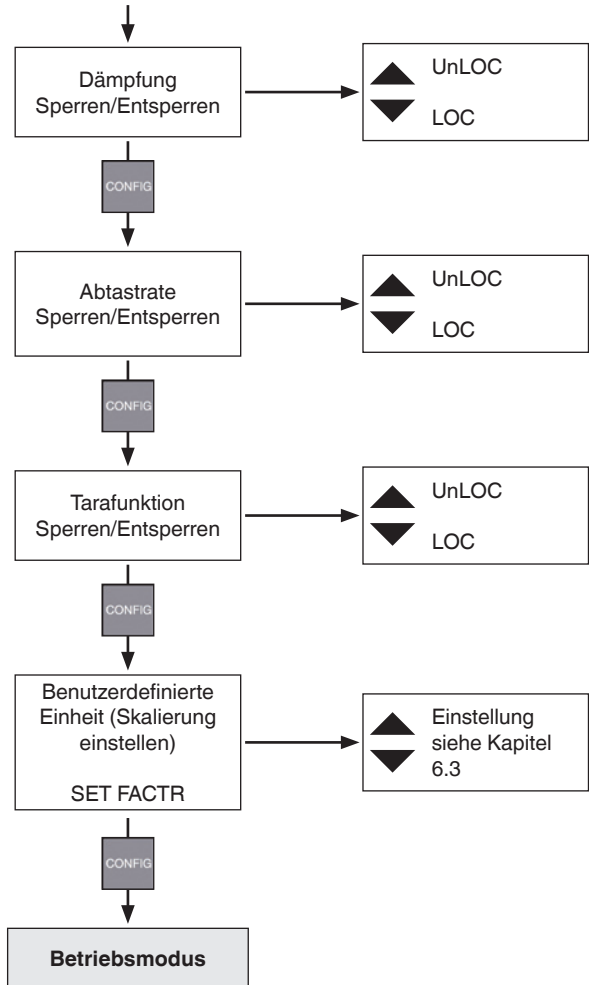 Dämpfung
Sperren/Entsperren
UnLOC
LOC
CONFIG
Abtastrate
Sperren/Entsperren
UnLOC
LOC
CONFIG
Tarafunktion
Sperren/Entsperren
UnLOC
LOC
CONFIG
Benutzerdefinierte
Einheit (Skalierung
einstellen)
SET FACTR
Einstellung
siehe Kapitel
6.3
CONFIG
Betriebsmodus